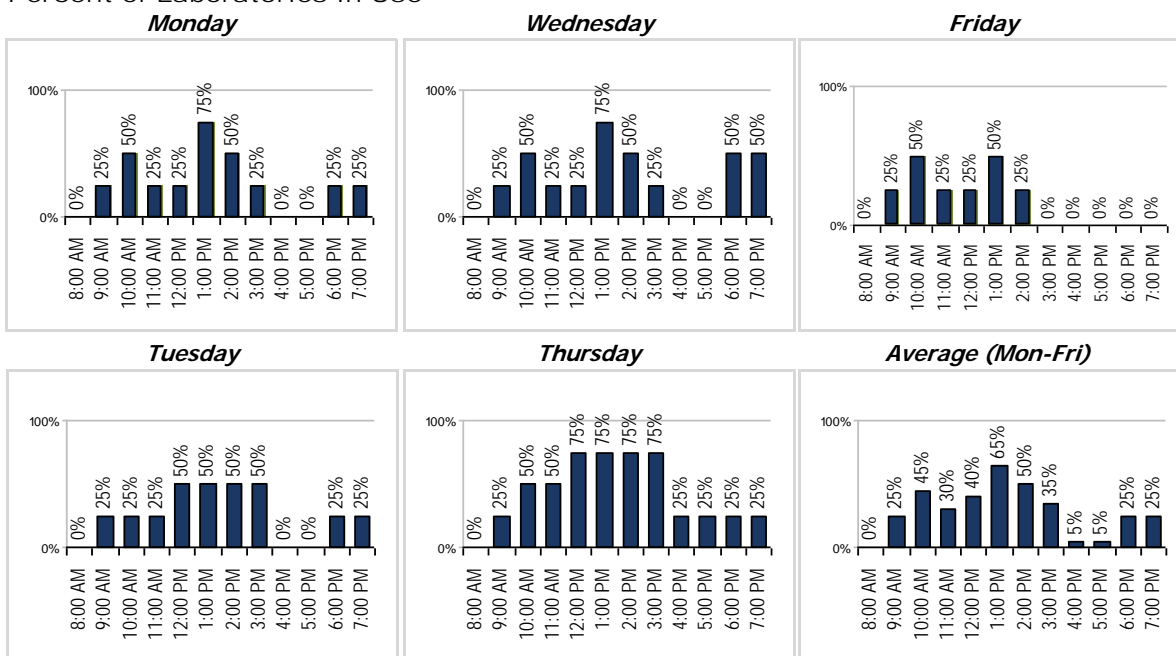 Percent of Laboratories in Use
Monday
100%
0%
0% 25% 50% 25% 25% 75% 50% 25% 0% 0% 25% 25%
8:00 AM 9:00 AM 10:00 AM 11:00 AM 12:00 PM 1:00 PM 2:00 PM 3:00 PM 4:00 PM 5:00 PM 6:00 PM 7:00 PM
Wednesday
100%
0%
0% 25% 50% 25% 25% 75% 50% 25% 0% 0% 50% 50%
8:00 AM 9:00 AM 10:00 AM 11:00 AM 12:00 PM 1:00 PM 2:00 PM 3:00 PM 4:00 PM 5:00 PM 6:00 PM 7:00 PM
Friday
100%
0%
0% 25% 50% 25% 25% 50% 25% 0% 0% 0% 0% 0%
8:00 AM 9:00 AM 10:00 AM 11:00 AM 12:00 PM 1:00 PM 2:00 PM 3:00 PM 4:00 PM 5:00 PM 6:00 PM 7:00 PM
Tuesday
100%
0%
0% 25% 25% 25% 50% 50% 50% 50% 0% 0% 25% 25%
8:00 AM 9:00 AM 10:00 AM 11:00 AM 12:00 PM 1:00 PM 2:00 PM 3:00 PM 4:00 PM 5:00 PM 6:00 PM 7:00 PM
Thursday
100%
0%
0% 25% 50% 50% 75% 75% 75% 75% 25% 25% 25% 25%
8:00 AM 9:00 AM 10:00 AM 11:00 AM 12:00 PM 1:00 PM 2:00 PM 3:00 PM 4:00 PM 5:00 PM 6:00 PM 7:00 PM
Average (Mon-Fri)
100%
0%
0% 25% 45% 30% 40% 65% 50% 35% 5% 5% 25% 25%
8:00 AM 9:00 AM 10:00 AM 11:00 AM 12:00 PM 1:00 PM 2:00 PM 3:00 PM 4:00 PM 5:00 PM 6:00 PM 7:00 PM